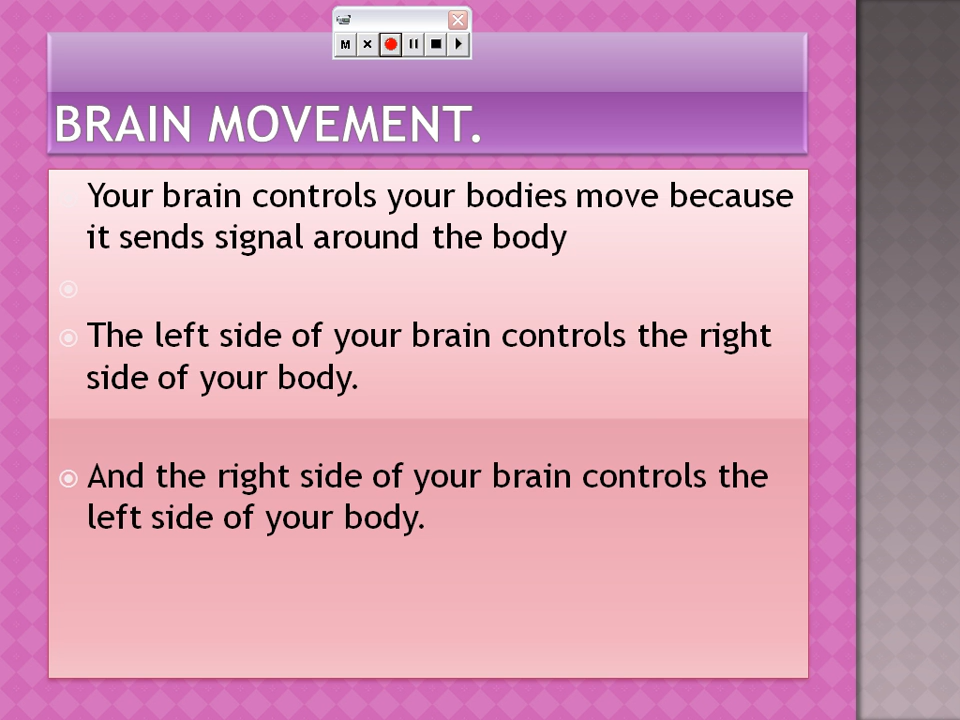 M
BRAIN MOVEMENT.
Your brain controls your bodies move because
it sends signal around the body
The left side of your brain controls the right
side of your body.
And the right side of your brain controls the
left side of your body.